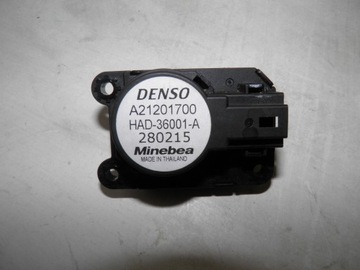 DENSO
A21201700
HAD-36001-A
280215
Minebea
MADE IN THAILAND